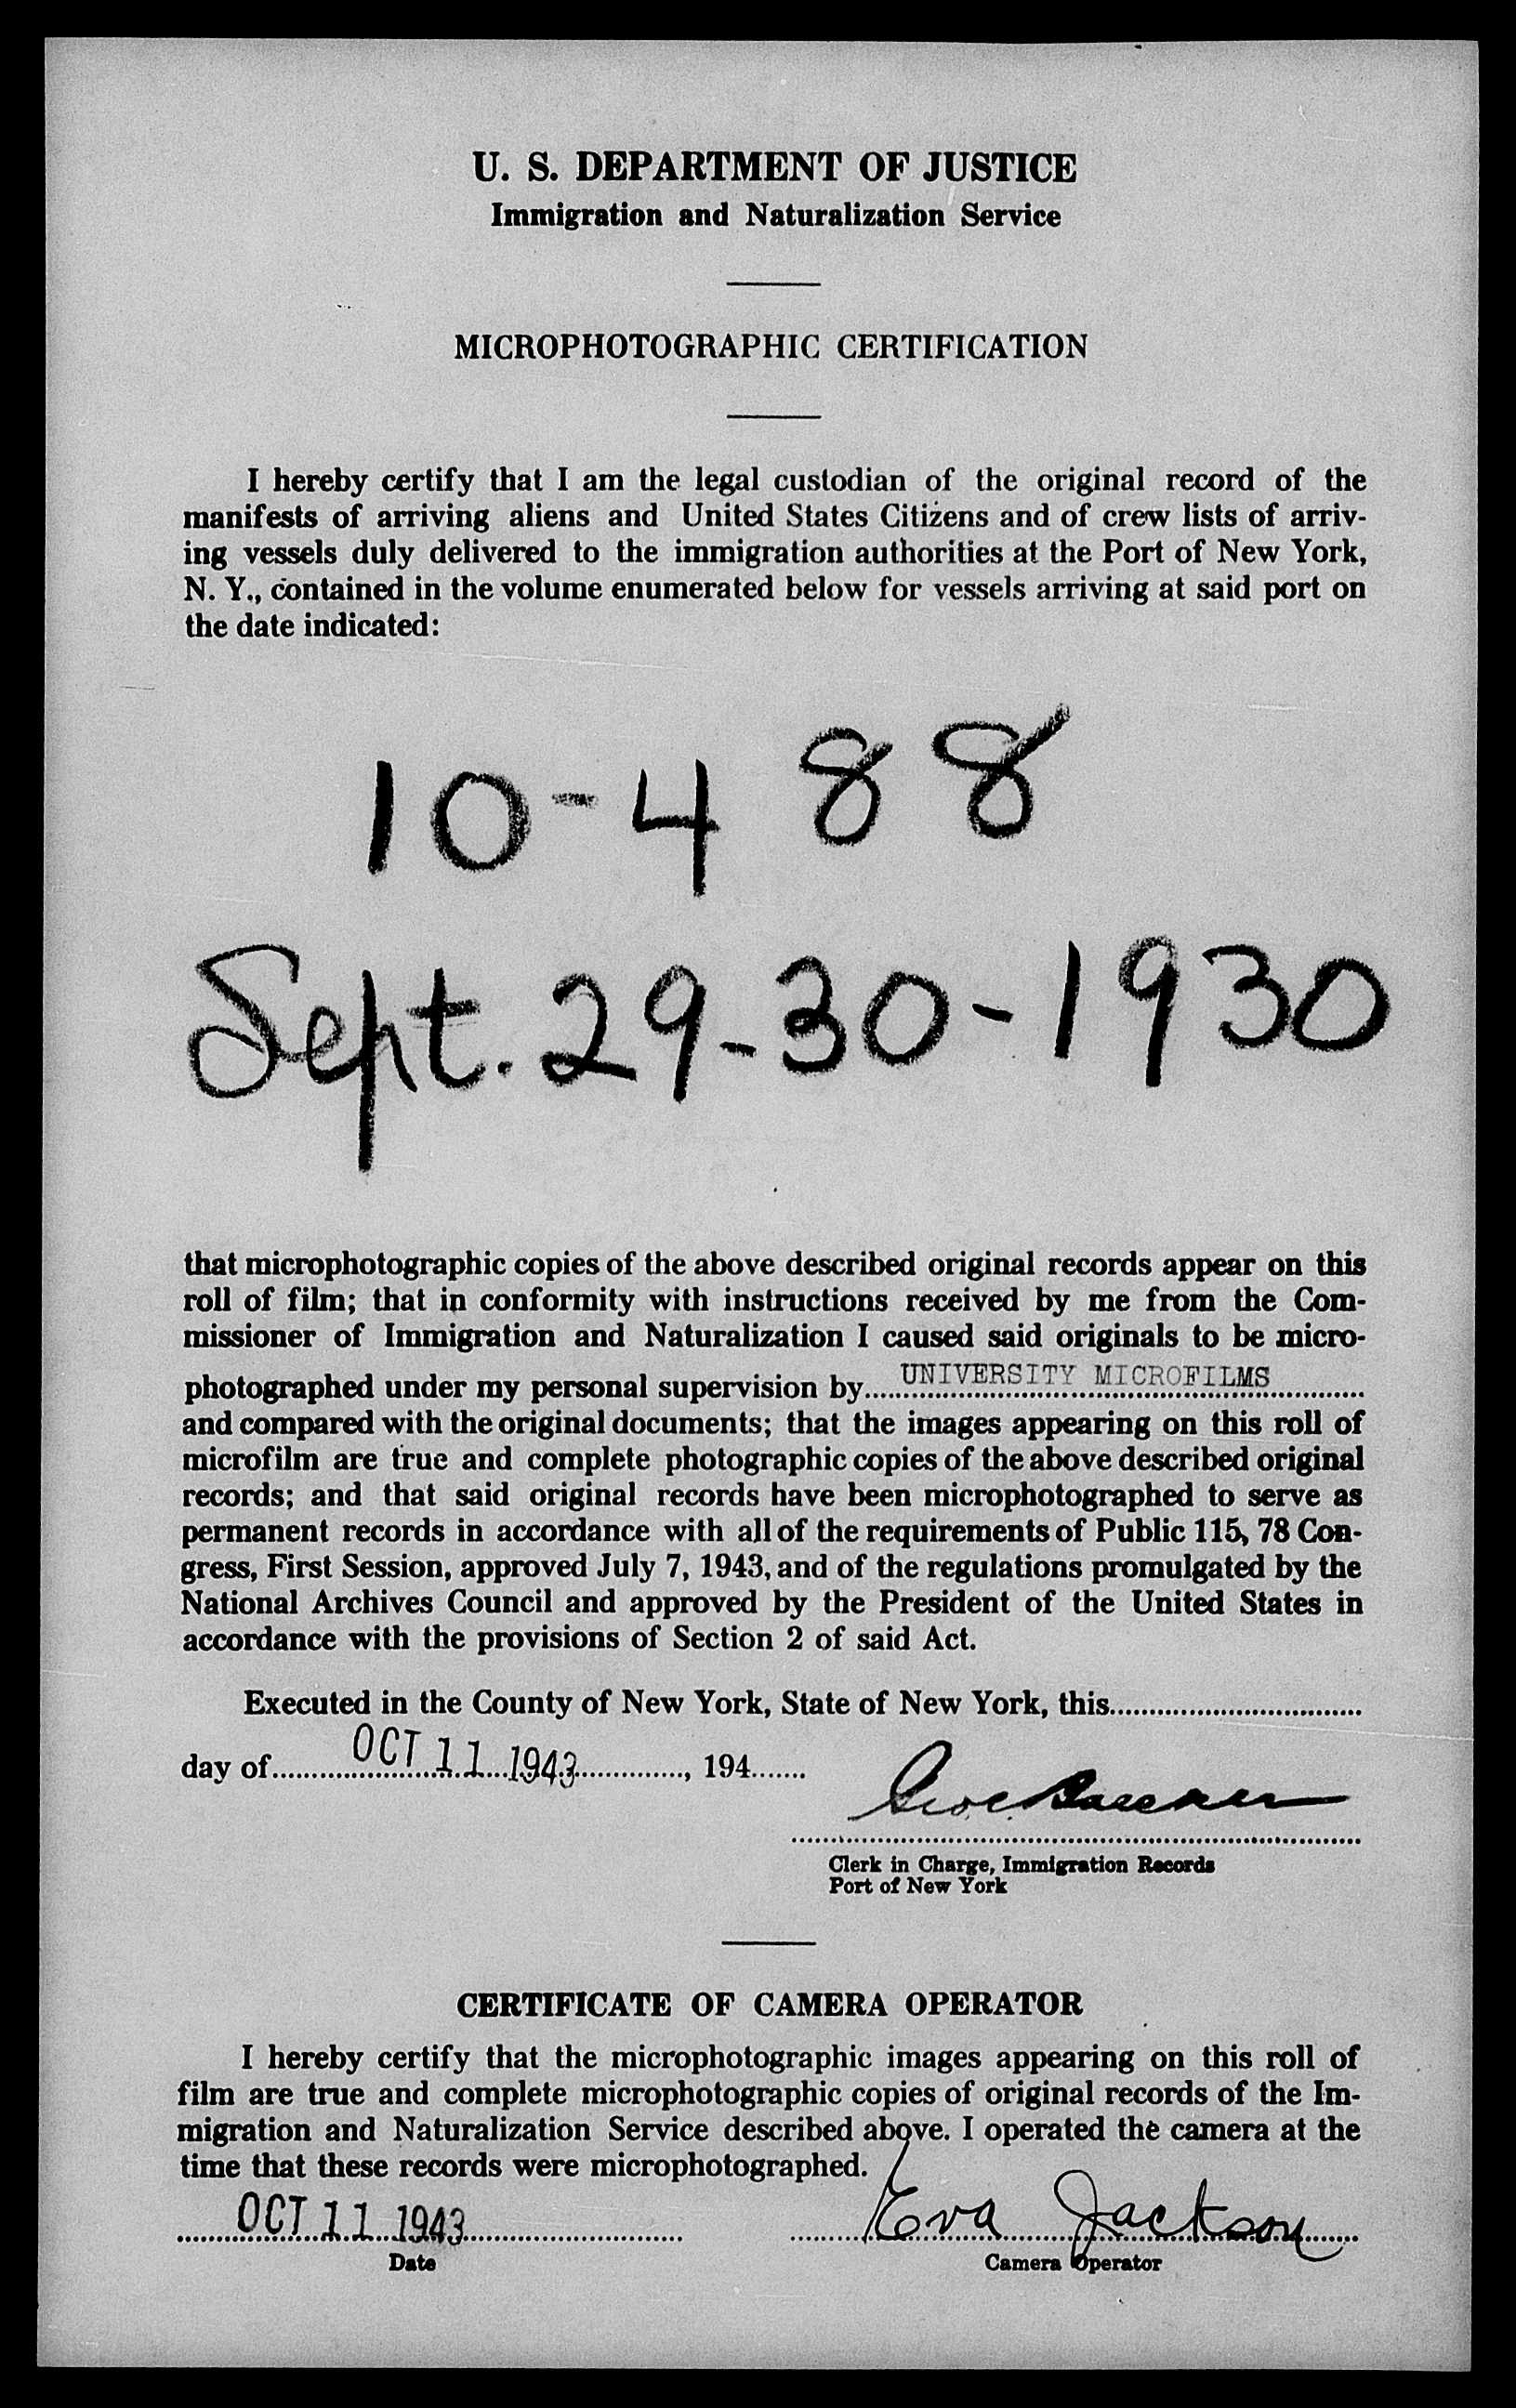 U. S. DEPARTMENT OF JUSTICE
Immigration and Naturalization Service
MICROPHOTOGRAPHIC CERTIFICATION
I hereby certify that I am the legal custodian of the original record of the
manifests of arriving aliens and United States Citizens and of crew lists of arriv-
ing vessels duly delivered to the immigration authorities at the Port of New York,
N. Y., contained in the volume enumerated below for vessels arriving at said port on
the date indicated:
10-488
Sept. 29-30-1930
that microphotographic copies of the above described original records appear on this
roll of film; that in conformity with instructions received by me from the Com-
missioner of Immigration and Naturalization I caused said originals to be micro-
photographed under my personal supervision by UNIVERSITY MICROFILMS
and compared with the original documents; that the images appearing on this roll of
microfilm are true and complete photographic copies of the above described original
records; and that said original records have been microphotographed to serve as
permanent records in accordance with all of the requirements of Public 115, 78 Con-
gress, First Session, approved July 7, 1943, and of the regulations promulgated by the
National Archives Council and approved by the President of the United States in
accordance with the provisions of Section 2 of said Act.
Executed in the County of New York, State of New York, this
day of OCT 11 1943, 194
Clerk in Charge, Immigration Records
Port of New York
CERTIFICATE OF CAMERA OPERATOR
I hereby certify that the microphotographic images appearing on this roll of
film are true and complete microphotographic copies of original records of the Im-
migration and Naturalization Service described above. I operated the camera at the
time that these records were microphotographed.
OCT 11 1943 Eva Jackson
Date Camera Operator